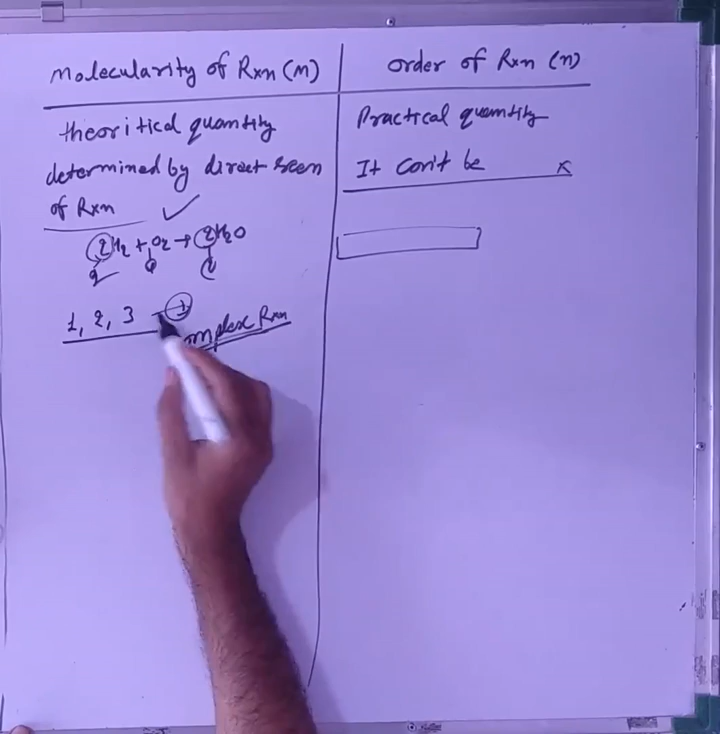 Molecularity of Rxn (m)
theoritical quantity
determined by direct seen
of Rxn
2H2 + O2 → 2H2O
1, 2, 3
mplex Rxn
order of Rxn (n)
Practical quantity
It can't be x